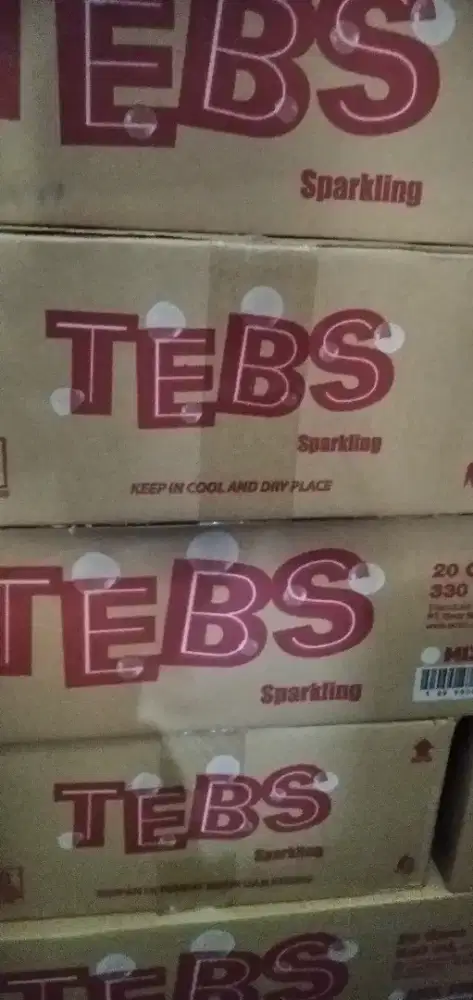 TEBS
Sparkling
TEBS
Sparkling
KEEP IN COOL AND DRY PLACE
TEBS
Sparkling
20
330
TEBS
Sparkling
TEBS